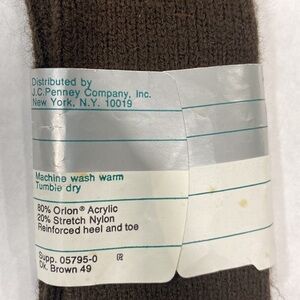 Distributed by
J.C.Penney Company, Inc.
New York, N.Y. 10019
Machine wash warm
Tumble dry
80% Orlon® Acrylic
20% Stretch Nylon
Reinforced heel and toe
Supp. 05795-0
Dk. Brown 49